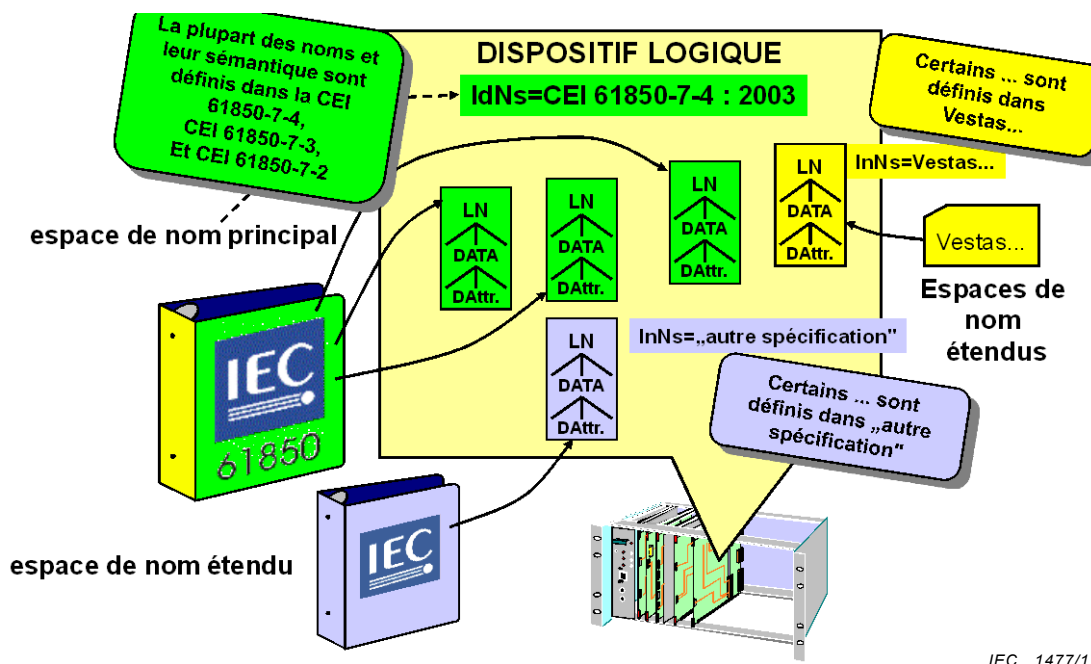 La plupart des noms et
leur sémantique sont
définis dans la CEI
61850-7-4,
CEI 61850-7-3,
Et CEI 61850-7-2
DISPOSITIF LOGIQUE
IdNs=CEI 61850-7-4 : 2003
Certains ... sont
définis dans
Vestas...
InNs=Vestas...
LN
DATA
DAttr.
LN
DATA
DAttr.
LN
DATA
DAttr.
LN
DATA
DAttr.
espace de nom principal
Vestas...
Espaces de
nom
étendus
IEC
61850
InNs=„autre spécification"
LN
DATA
DAttr.
Certains ... sont
définis dans „autre
spécification"
IEC
espace de nom étendu
IEC 1477/1